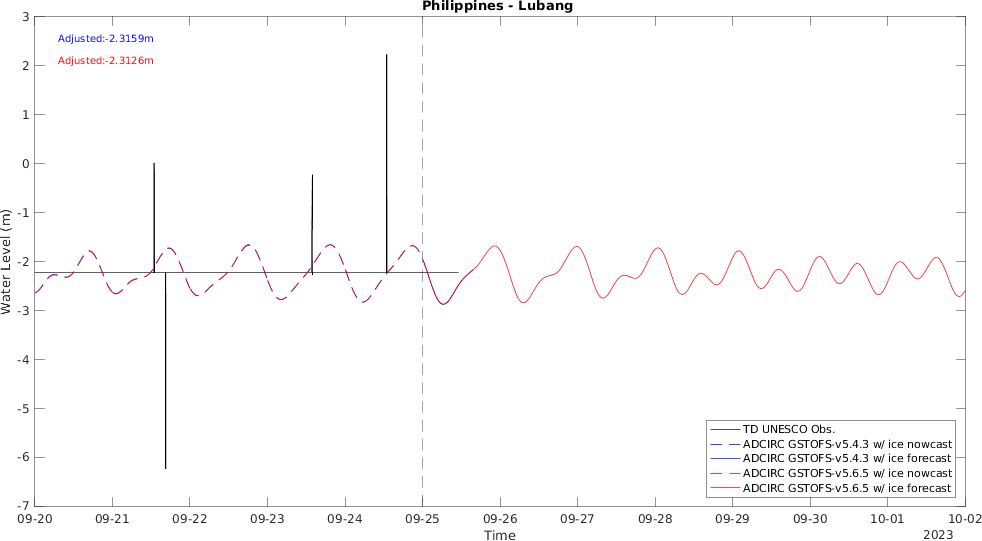 Philippines - Lubang
Adjusted:-2.3159m
Adjusted:-2.3126m
3
2
1
0
-1
-2
-3
-4
-5
-6
-7
Water Level (m)
TD UNESCO Obs.
ADCIRC GSTOFS-v5.4.3 w/ ice nowcast
ADCIRC GSTOFS-v5.4.3 w/ ice forecast
ADCIRC GSTOFS-v5.6.5 w/ ice nowcast
ADCIRC GSTOFS-v5.6.5 w/ ice forecast
09-20 09-21 09-22 09-23 09-24 09-25 09-26 09-27 09-28 09-29 09-30 10-01 10-02
Time
2023